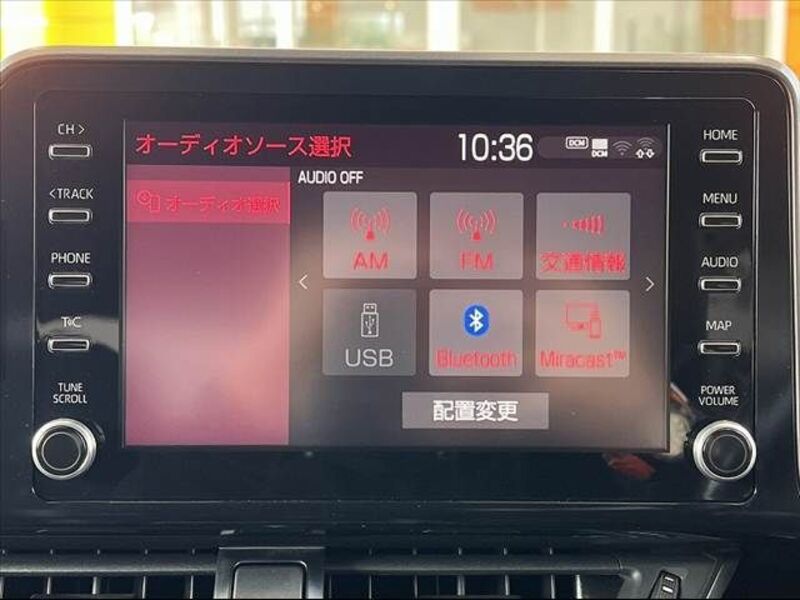 CH >
<TRACK
PHONE
T-C
TUNE
SCROLL
オーディオソース選択
10:36
DCM
DCM
オーディオ選択
AUDIO OFF
AM
FM
交通情報
USB
Bluetooth
Miracast™
配置変更
HOME
MENU
AUDIO
MAP
POWER
VOLUME